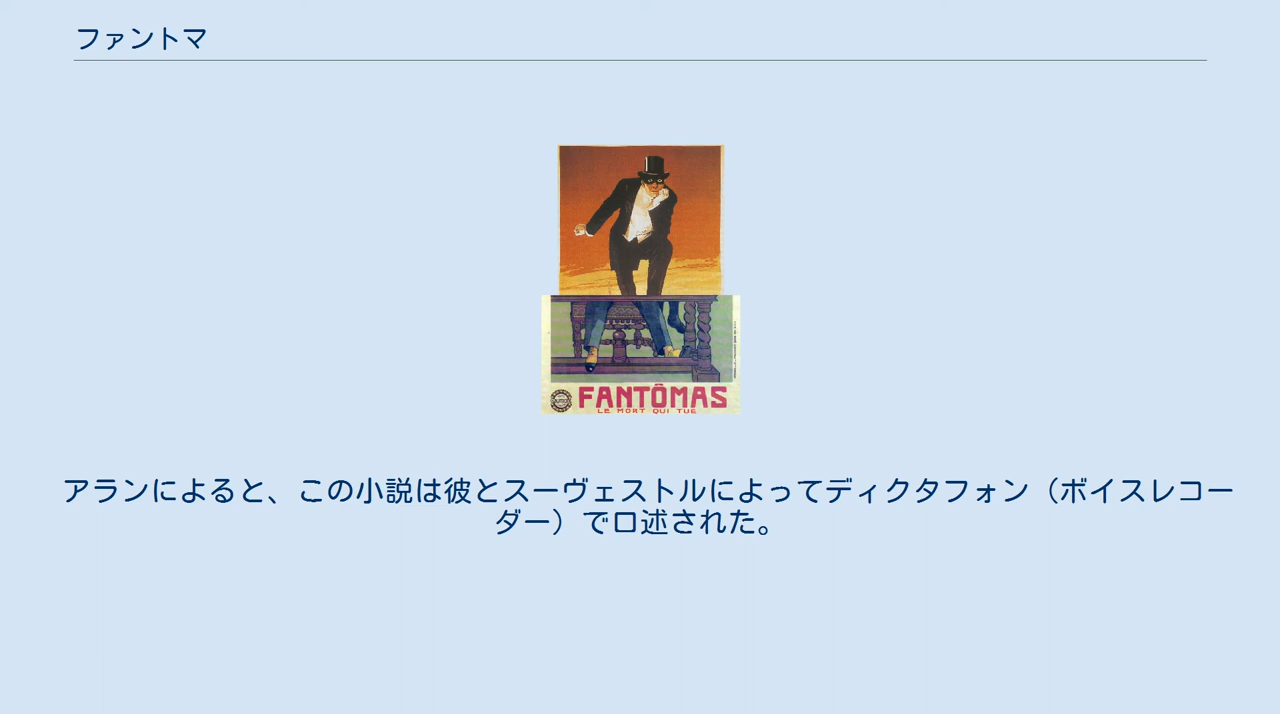 ファントマ
FANTÔMAS
LE MORT QUI TUE
アランによると、この小説は彼とスーヴェストルによってディクタフォン（ボイスレコー
ダー）で口述された。